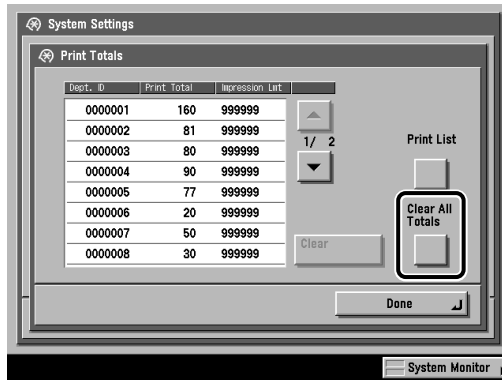 System Settings
Print Totals
Dept. ID Print Total Impression Lmt
0000001 160 999999
0000002 81 999999
0000003 80 999999
0000004 90 999999
0000005 77 999999
0000006 20 999999
0000007 50 999999
0000008 30 999999
1/ 2
Clear
Print List
Clear All
Totals
Done
System Monitor